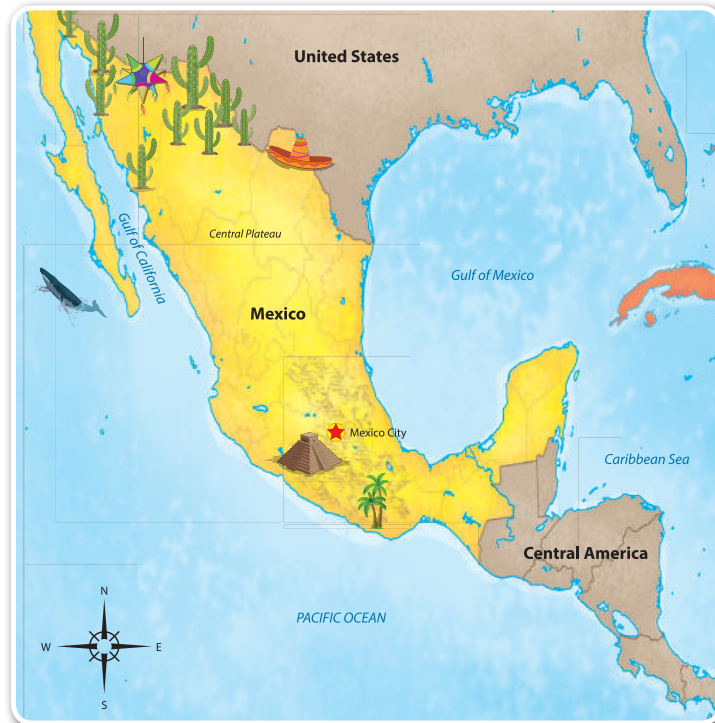 United States
Central Plateau
Gulf of California
Gulf of Mexico
Mexico
Mexico City
Caribbean Sea
Central America
PACIFIC OCEAN
N
W
E
S